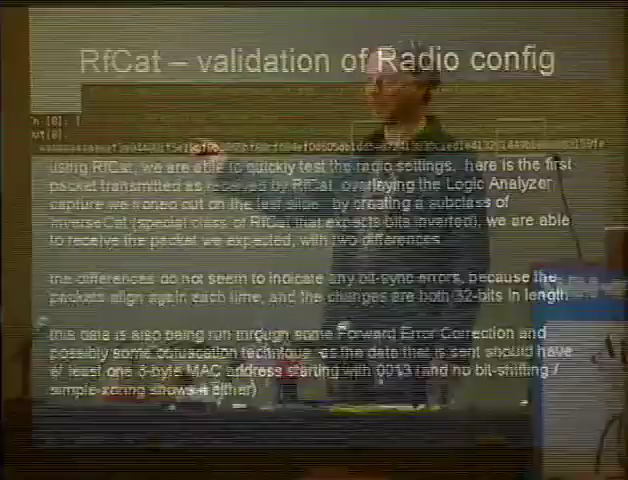 RfCat – validation of Radio config
using RfCat, we are able to quickly test the radio settings. here is the first
packet transmitted as received by RfCat, overlaying the Logic Analyzer
capture we ironed out on the last slide. by creating a subclass of
InverseCat (special class of RfCat that expects bits inverted), we are able
to receive the packet we expected, with two differences
the differences do not seem to indicate any bit-sync errors, because the
packets align again each time, and the changes are both 32-bits in length
this data is also being run through some Forward Error Correction and
possibly some obfuscation technique as the data that is sent should have
at least one 8-byte MAC address starting with 0013 (and no bit-shifting /
simple-xoring shows it either)